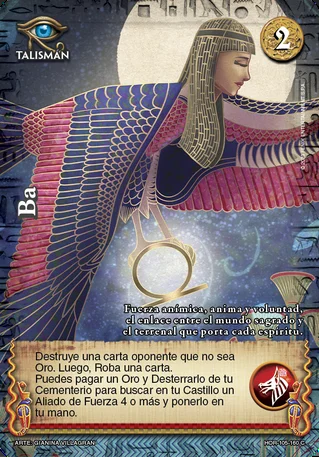 TALISMÁN
2
Ba
Fuerza anímica, anima y voluntad,
el enlace entre el mundo sagrado y
el terrenal que porta cada espíritu.
Destruye una carta oponente que no sea
Oro. Luego, Roba una carta.
Puedes pagar un Oro y Desterrarlo de tu
Cementerio para buscar en tu Castillo un
Aliado de Fuerza 4 o más y ponerlo en
tu mano.
ARTE: GIANINA VILLAGRAN
HDR-105-160 C